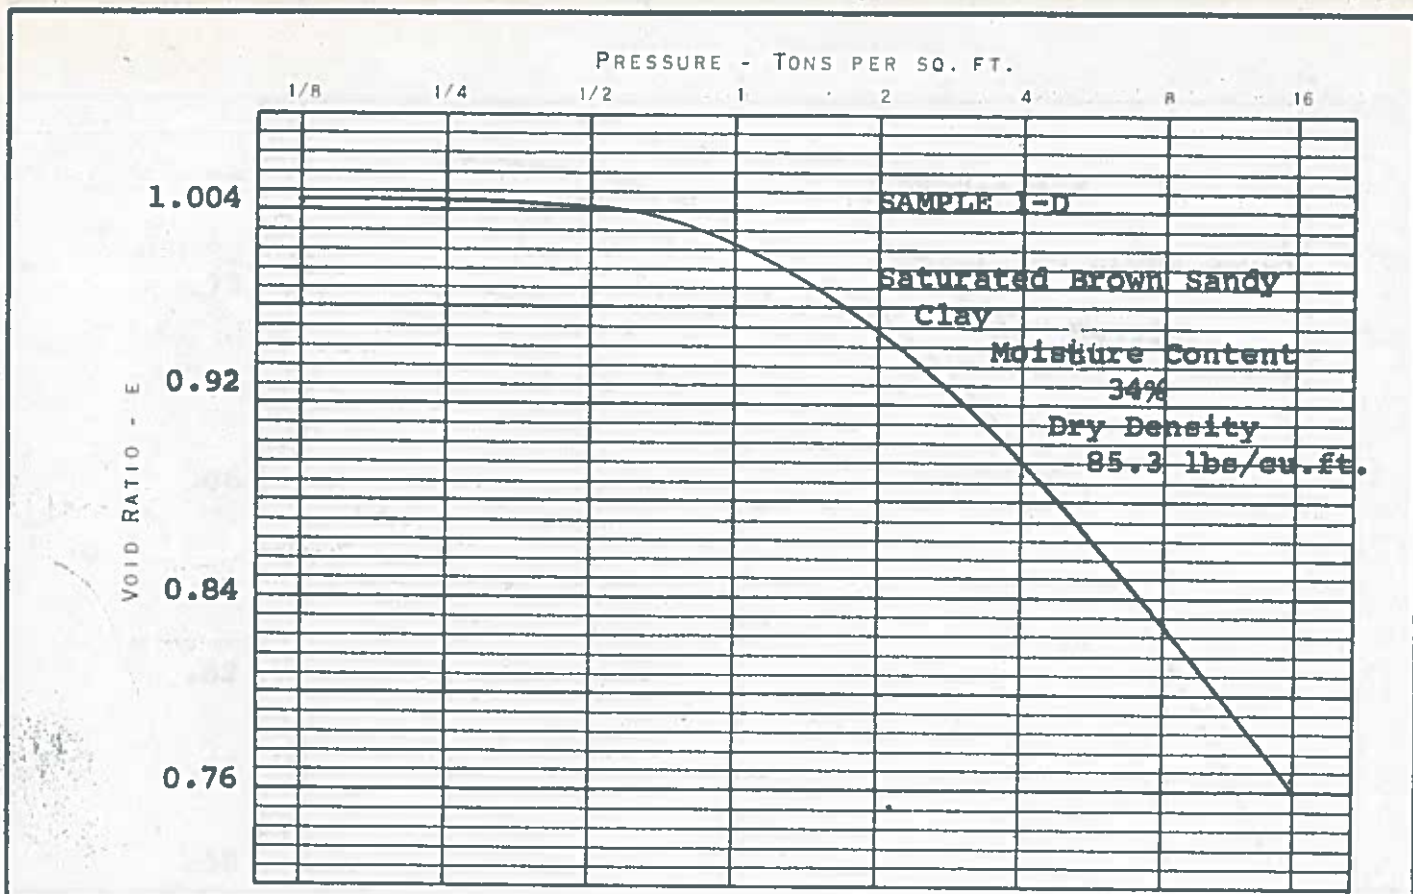 PRESSURE - TONS PER SQ. FT.
1/8 1/4 1/2 1 2 4 8 16
1.004
SAMPLE 1-D
Saturated Brown Sandy
Clay
Moisture Content
0.92
34%
Dry Density
85.3 lbs/cu.ft.
VOID RATIO - E
0.84
0.76